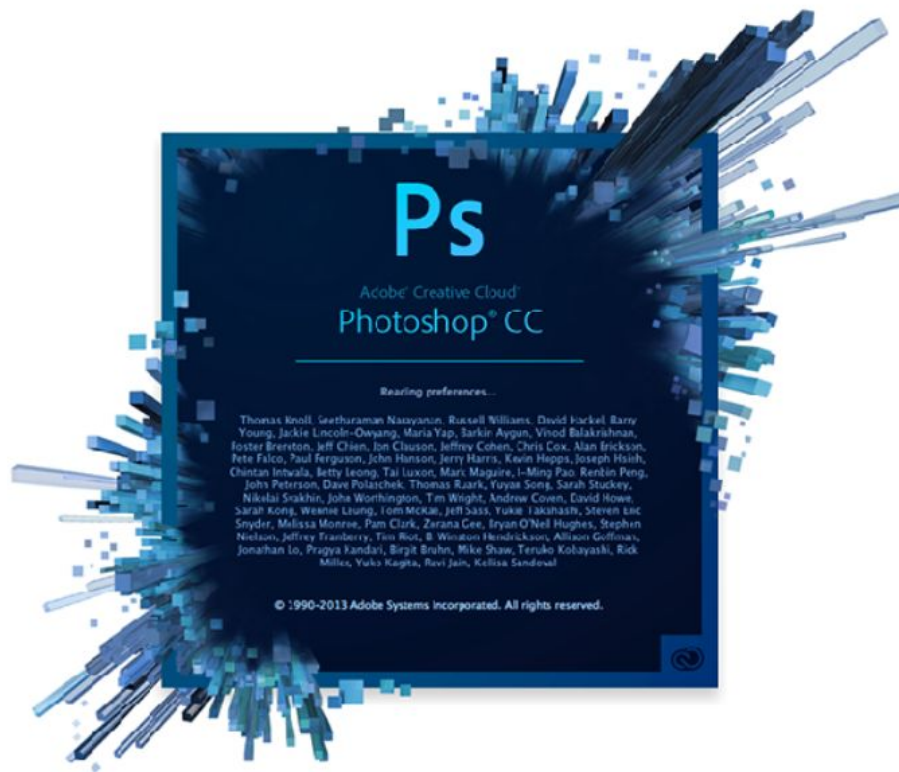 Ps
Adobe® Creative Cloud®
Photoshop® CC
Reading preferences...
Thomas Knoll, Seetharaman Narayanan, Russell Williams, David Hackel, Barry
Young, Jackie Lincoln-Owyang, Maria Yap, Barkin Aygun, Vinod Balakrishnan,
Foster Brereton, Jeff Chien, Jon Clauson, Jeffrey Cohen, Chris Cox, Alan Erickson,
Pete Falco, Paul Ferguson, John Hanson, Jerry Harris, Kevin Hopps, Joseph Hsieh,
Chintan Intwala, Betty Leong, Tai Luxon, Mark Maguire, I-Ming Pao, Renbin Peng,
John Peterson, Dave Polaschek, Thomas Ruark, Yuyan Song, Sarah Stuckey,
Nikolai Svakhin, John Worthington, Tim Wright, Andrew Coven, David Howe,
Sarah Kong, Wennie Leung, Tom McRae, Jeff Sass, Yukie Takahashi, Steven Eric
Snyder, Melissa Monroe, Pam Clark, Zorana Gee, Bryan O'Neil Hughes, Stephen
Nielson, Jeffrey Tranberry, Tim Riot, B. Winston Hendrickson, Allison Goffman,
Jonathan Lo, Pragya Kandari, Birgit Bruhn, Mike Shaw, Teruko Kobayashi, Rick
Miller, Yuko Kagita, Ravi Jain, Kellisa Sandoval
© 1990-2013 Adobe Systems Incorporated. All rights reserved.